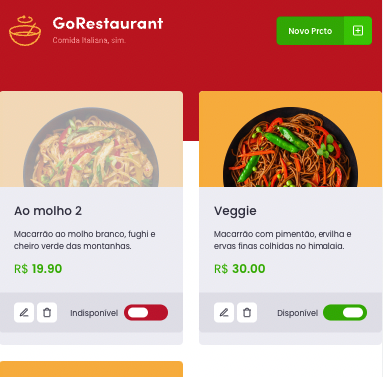 GoRestaurant
Comida Italiana, sim.
Novo Prcto
Ao molho 2
Macarrão ao molho branco, fughi e
cheiro verde das montanhas.
R$ 19.90
Indisponível
Veggie
Macarrão com pimentão, ervilha e
ervas finas colhidas no himalaia.
R$ 30.00
Disponível